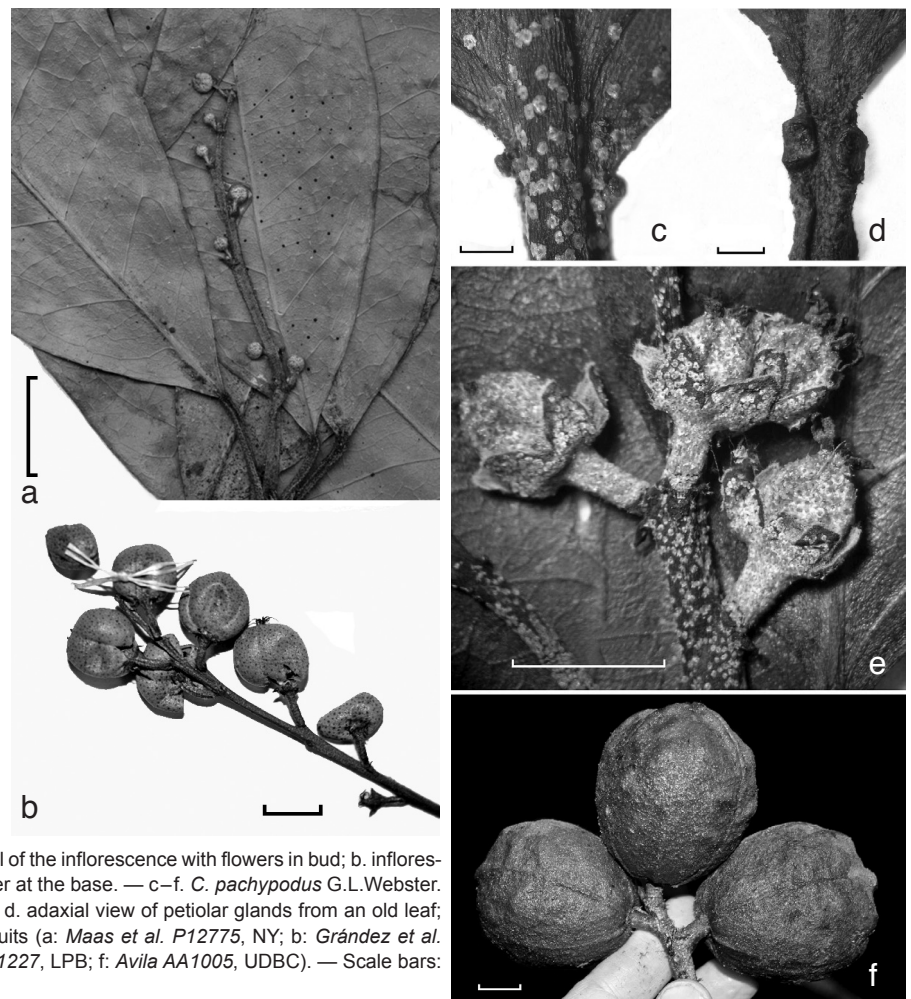 a
b
c
d
e
f
l of the inflorescence with flowers in bud; b. inflores-
er at the base. — c–f. C. pachypodus G.L.Webster.
d. adaxial view of petiolar glands from an old leaf;
uits (a: Maas et al. P12775, NY; b: Grández et al.
1227, LPB; f: Avila AA1005, UDBC). — Scale bars: